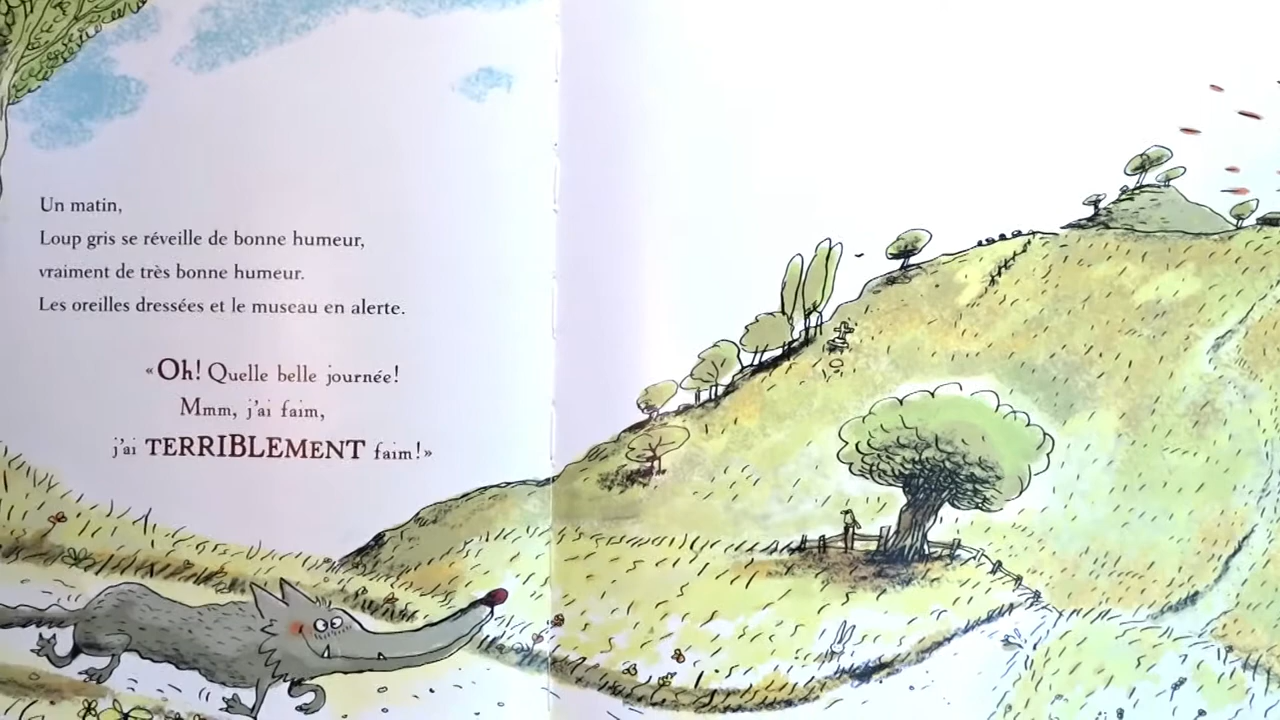 Un matin,
Loup gris se réveille de bonne humeur,
vraiment de très bonne humeur.
Les oreilles dressées et le museau en alerte.
«Oh! Quelle belle journée!
Mmm, j'ai faim,
j'ai TERRIBLEMENT faim!»